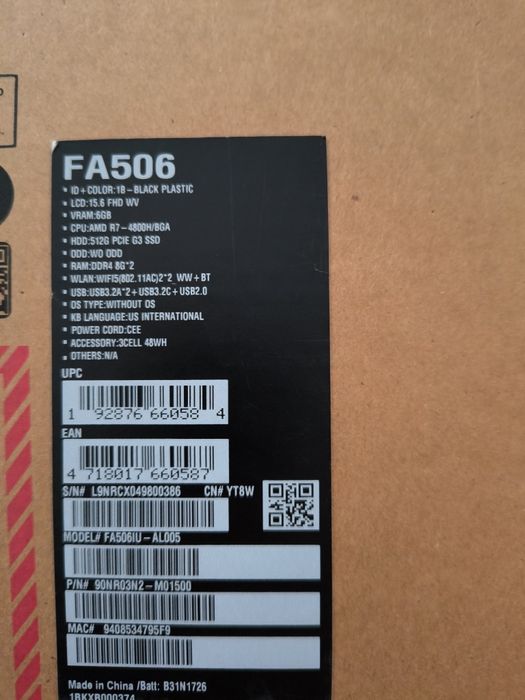 FA506
• ID+COLOR:1B-BLACK PLASTIC
• LCD:15.6 FHD WV
• VRAM:6GB
• CPU:AMD R7-4800H/BGA
• HDD:512G PCIE G3 SSD
• ODD:WO ODD
• RAM:DDR4 8G*2
• WLAN:WIFI5(802.11AC)2*2_WW+BT
• USB:USB3.2A*2+USB3.2C+USB2.0
• OS TYPE:WITHOUT OS
• KB LANGUAGE:US INTERNATIONAL
• POWER CORD:CEE
• ACCESSORY:3CELL 48WH
• OTHERS:N/A
UPC
1 92876 66058 4
EAN
4 718017 660587
S/N# L9NRCX049800386 CN# YT8W
MODEL# FA506IU-AL005
P/N# 90NR03N2-M01500
MAC# 9408534795F9
Made in China /Batt: B31N1726
1BKXB000374